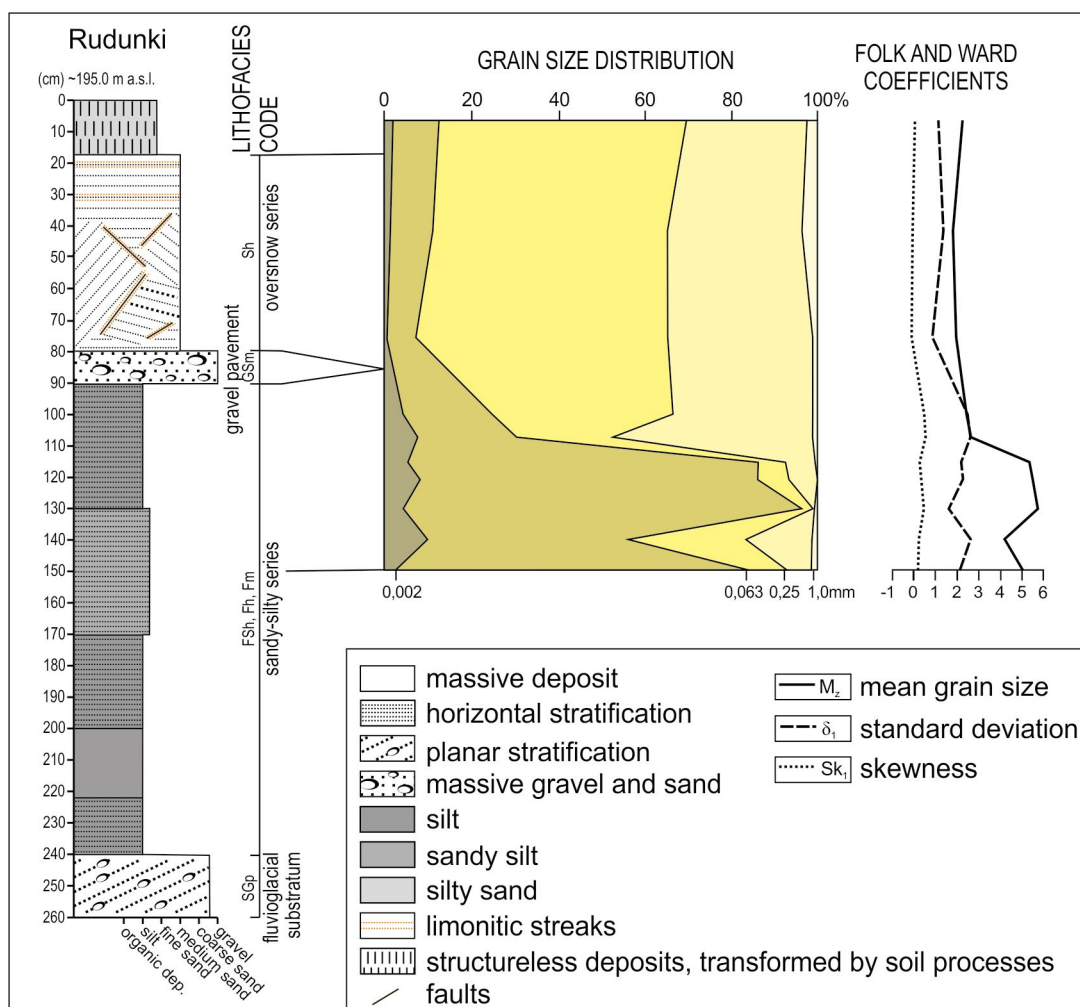 Rudunki
(cm) ~195.0 m a.s.l.
LITHOFACIES
CODE
GRAIN SIZE DISTRIBUTION
FOLK AND WARD
COEFFICIENTS
0
20
40
60
80
100%
0
10
20
30
40
50
60
70
80
90
100
110
120
130
140
150
160
170
180
190
200
210
220
230
240
250
260
Sh
oversnow series
GSm
gravel pavement
FSh, Fh, Fm
sandy-silty series
SGp
fluvioglacial
substratum
organic dep.
silt
fine sand
medium sand
coarse sand
gravel
0,002
0,063
0,25
1,0mm
-1 0 1 2 3 4 5 6
massive deposit
horizontal stratification
planar stratification
massive gravel and sand
silt
sandy silt
silty sand
limonitic streaks
structureless deposits, transformed by soil processes
faults
Mz mean grain size
δ1 standard deviation
Sk1 skewness